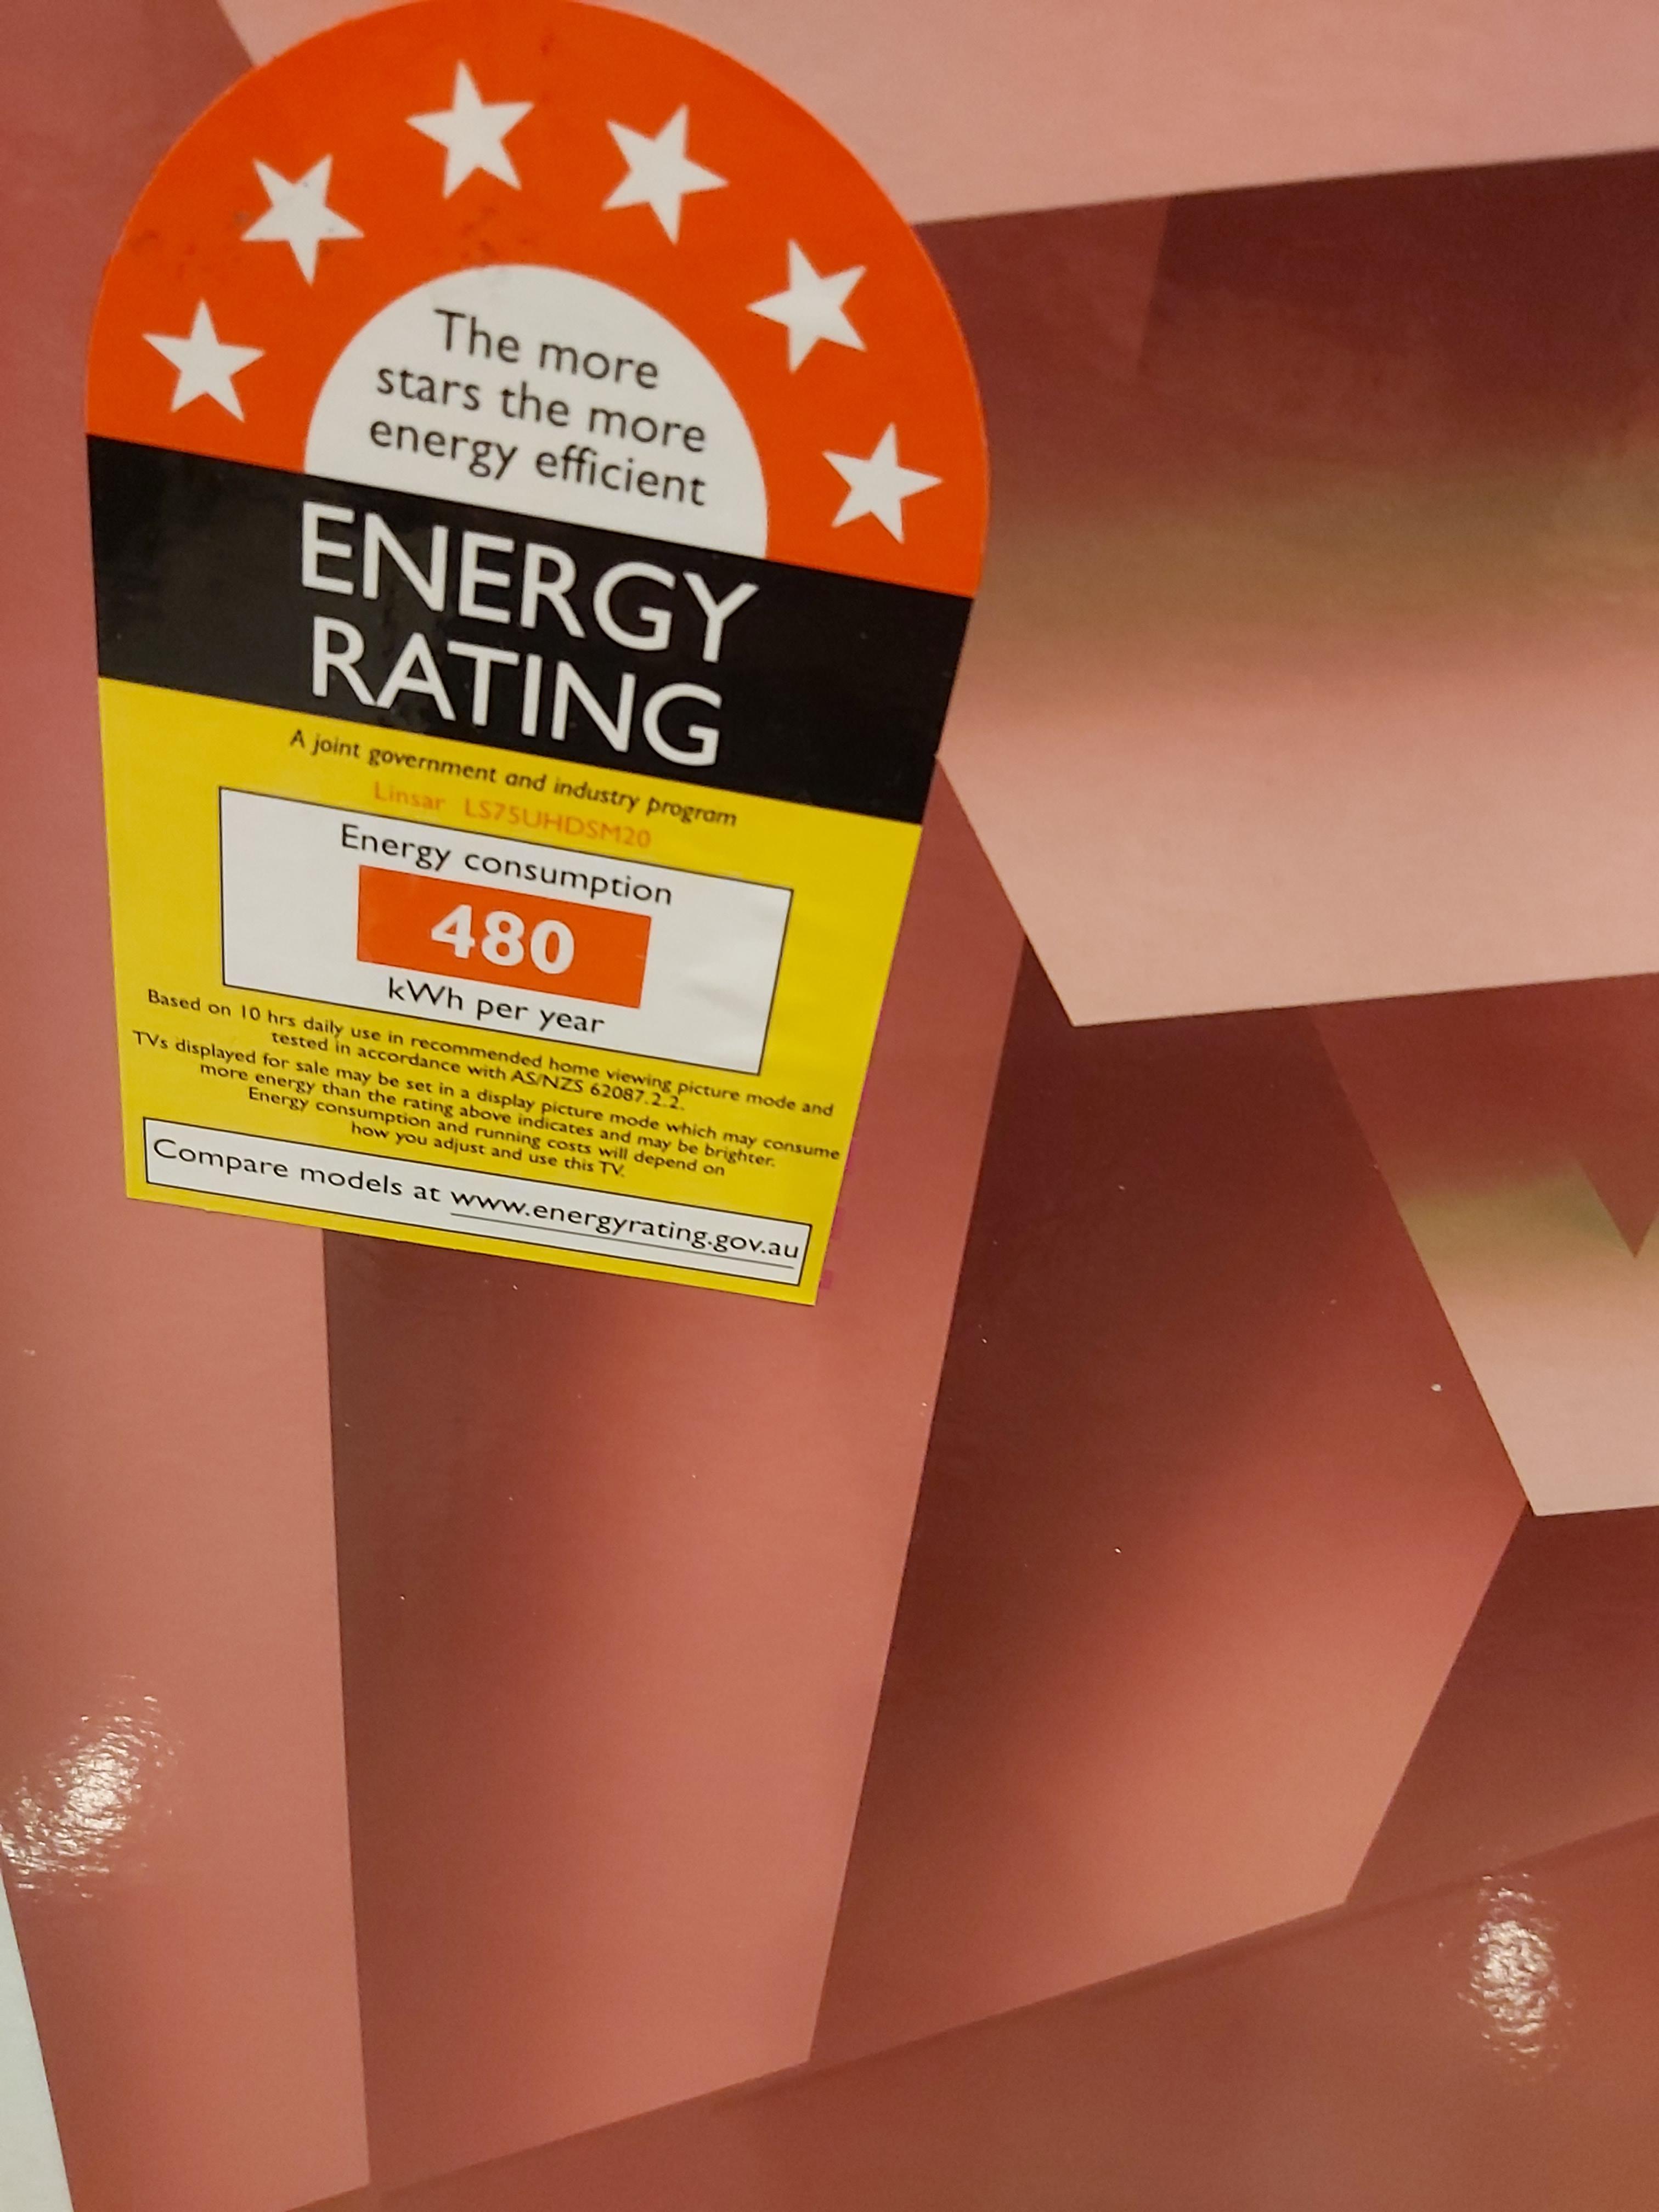 The more
stars the more
energy efficient
ENERGY
RATING
A joint government and industry program
Linsar LS75UHDSM20
Energy consumption
480
kWh per year
Based on 10 hrs daily use in recommended home viewing picture mode and
tested in accordance with AS/NZS 62087.2.2.
TVs displayed for sale may be set in a display picture mode which may consume
more energy than the rating above indicates and may be brighter.
Energy consumption and running costs will depend on
how you adjust and use this TV.
Compare models at www.energyrating.gov.au